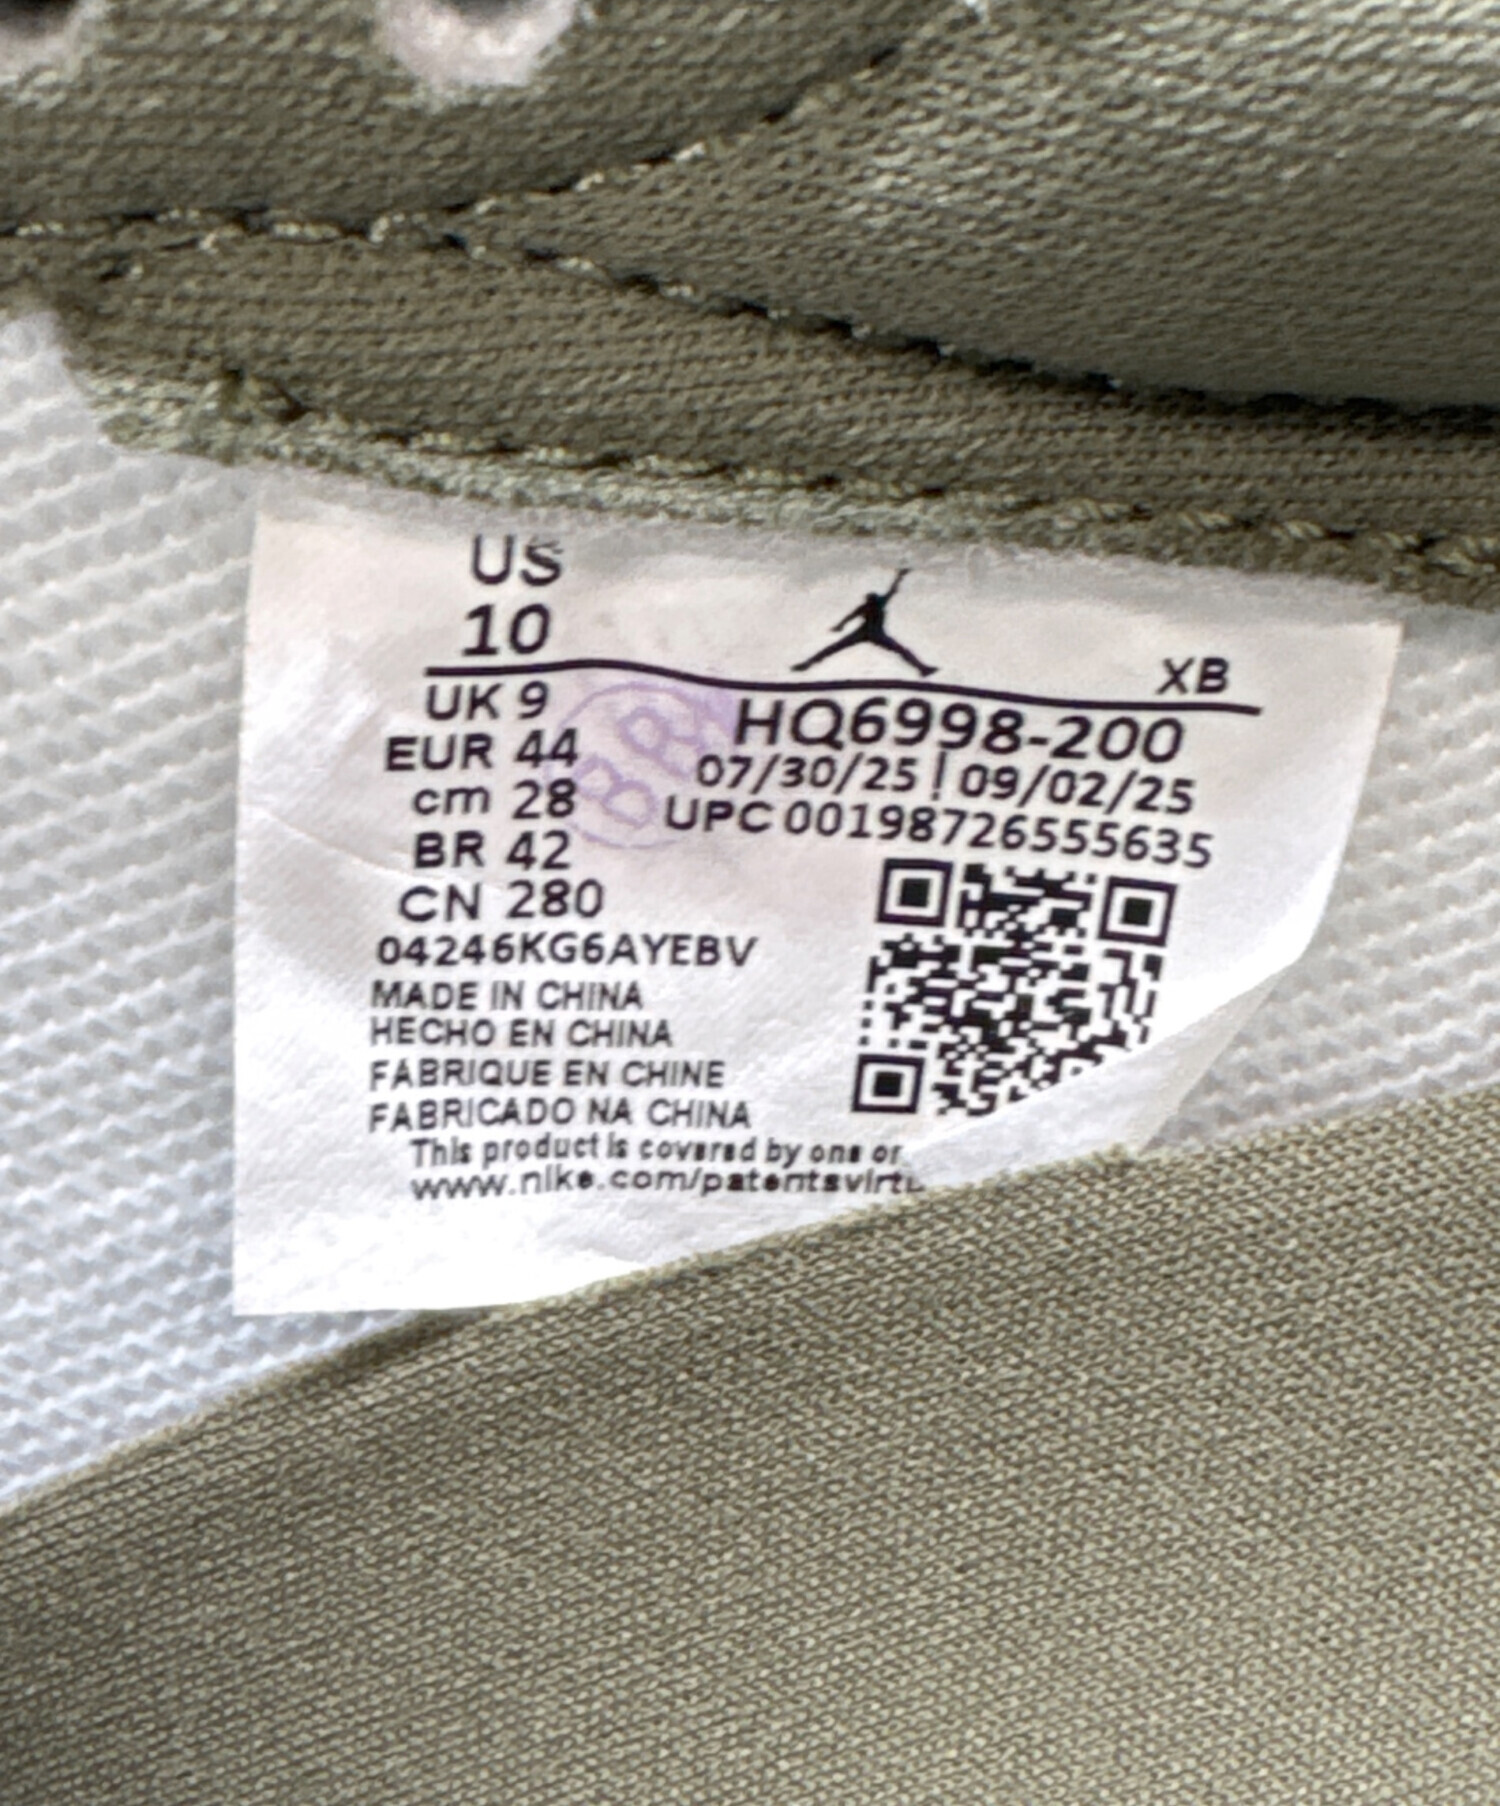 US
10
XB
UK 9
EUR 44
cm 28
BR 42
CN 280
HQ6998-200
07/30/25 | 09/02/25
UPC 00198726555635
04246KG6AYEBV
MADE IN CHINA
HECHO EN CHINA
FABRIQUE EN CHINE
FABRICADO NA CHINA
This product is covered by one or
www.nike.com/patentsvirtu